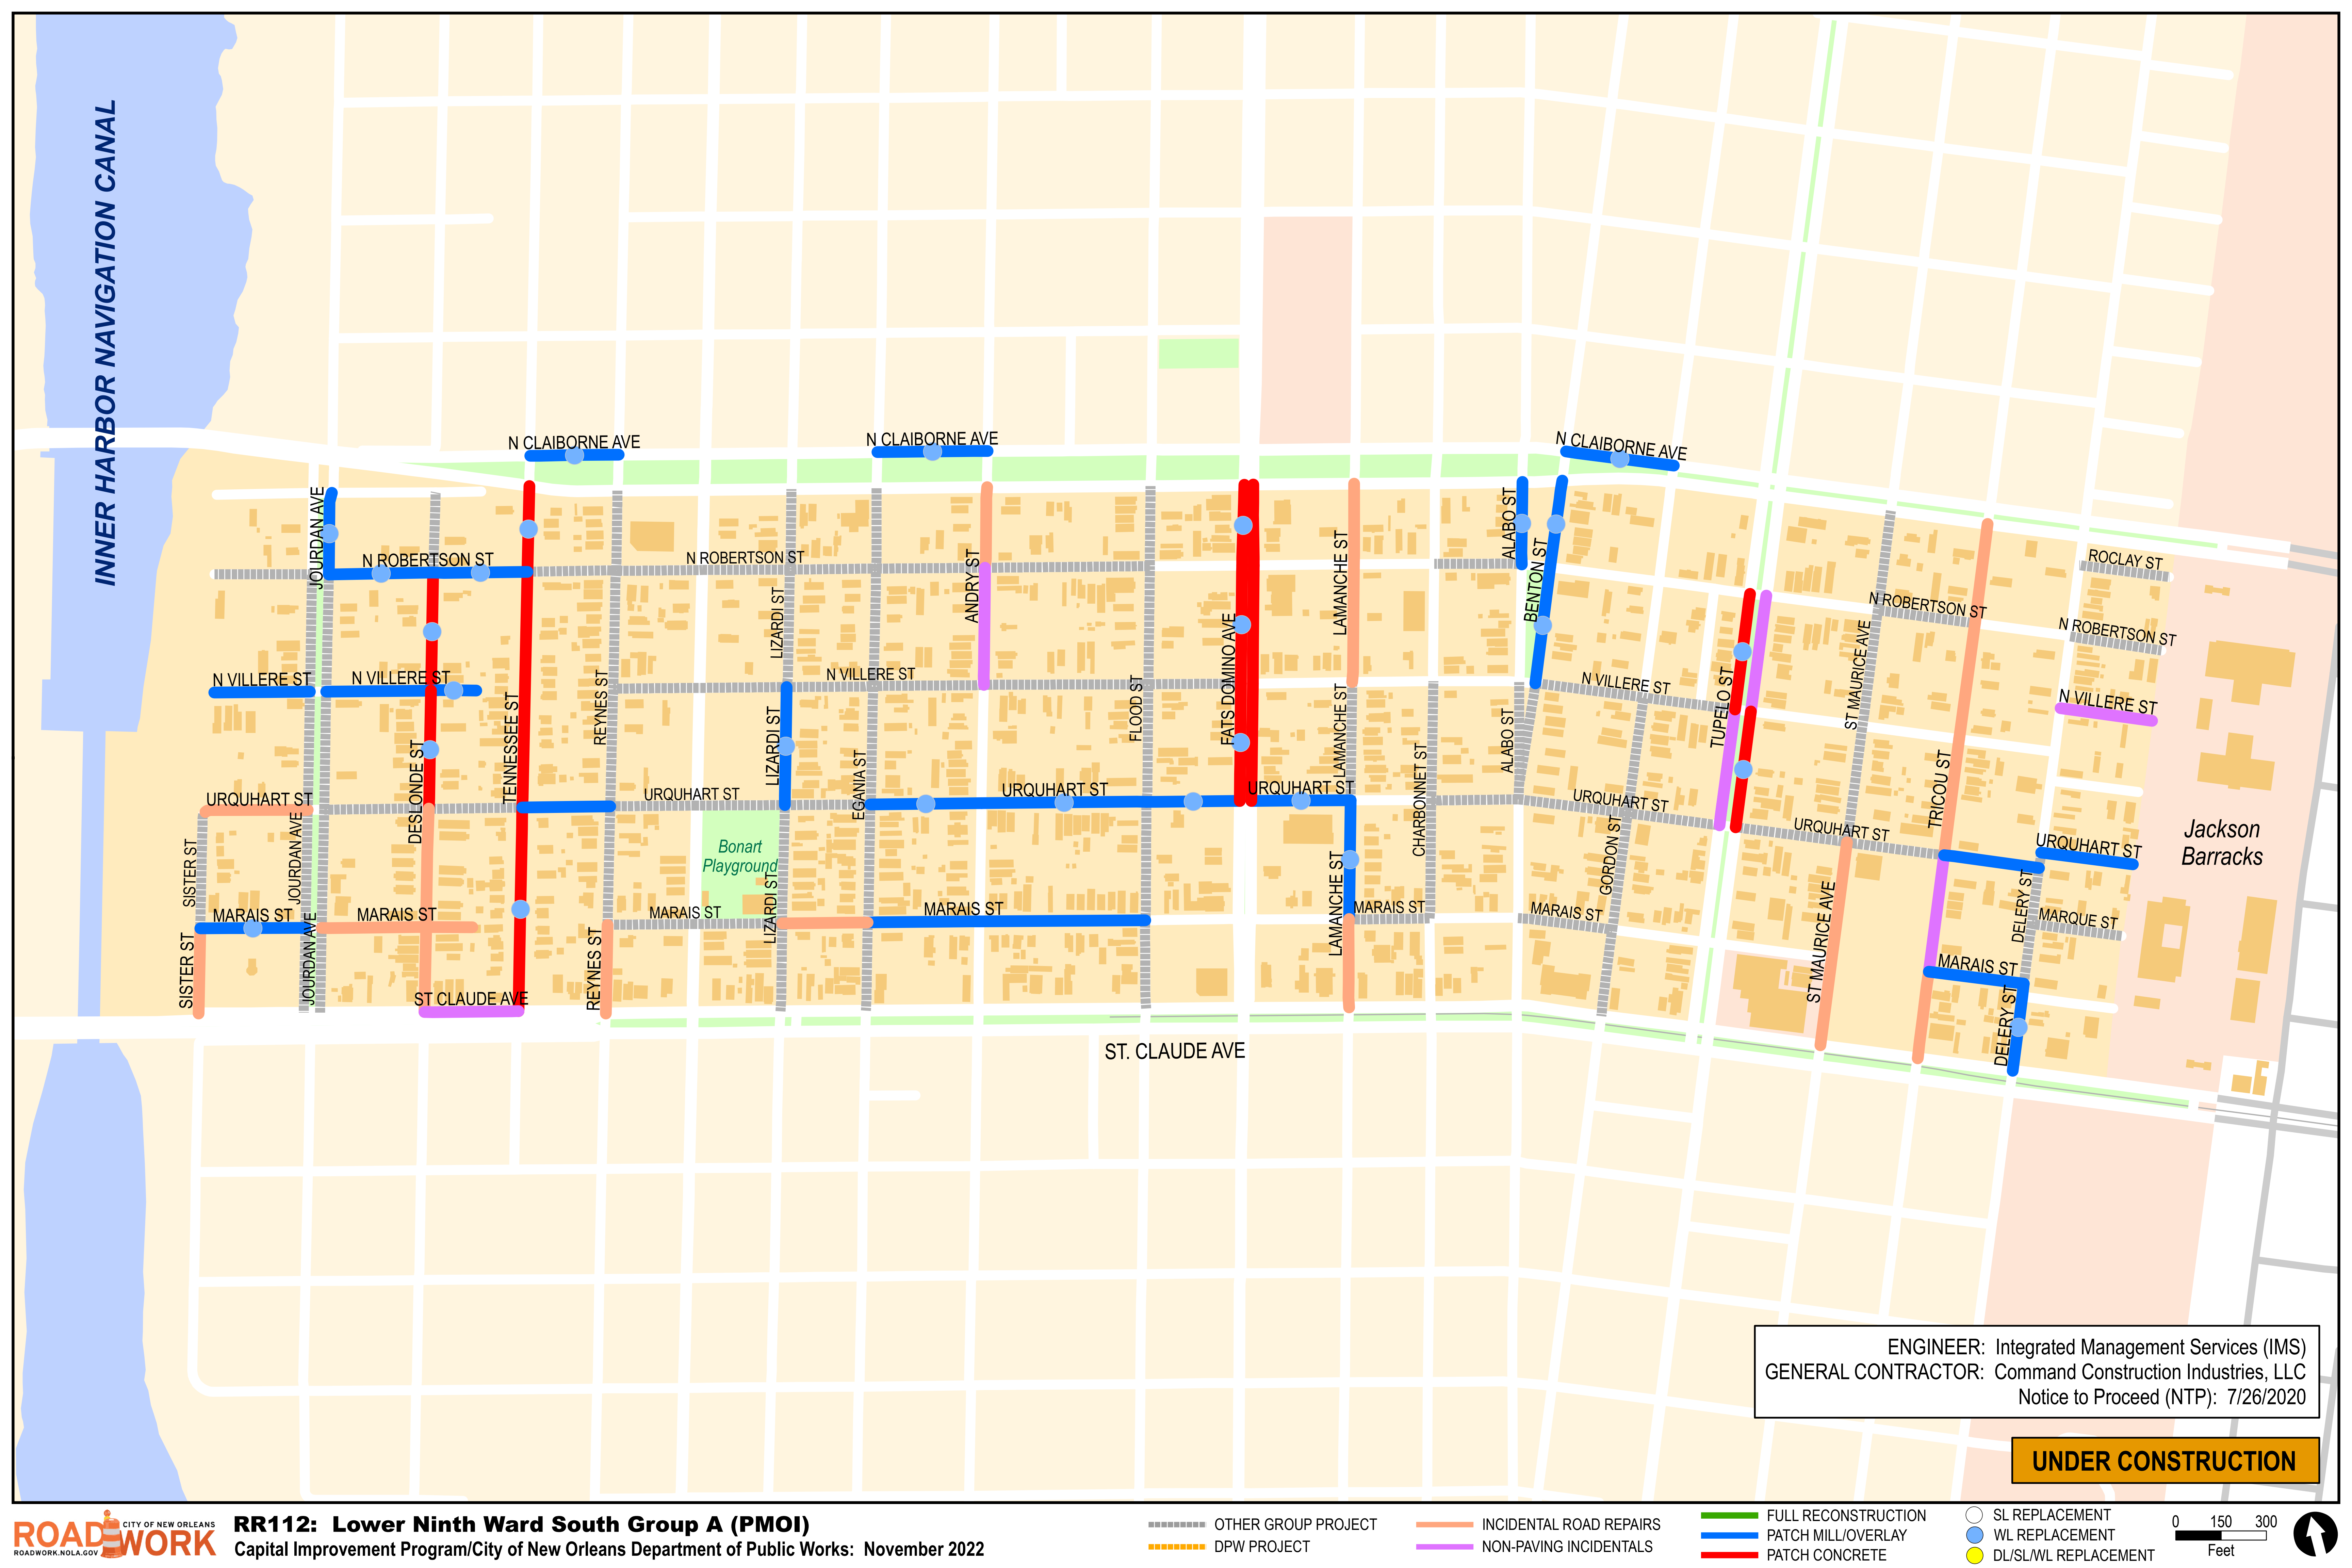 INNER HARBOR NAVIGATION CANAL
N CLAIBORNE AVE
N CLAIBORNE AVE
N CLAIBORNE AVE
JOURDAN AVE
N ROBERTSON ST
N ROBERTSON ST
ANDRY ST
LAMANCHE ST
ALABO ST
BENTON ST
ROCLAY ST
N ROBERTSON ST
N ROBERTSON ST
LIZARDI ST
N VILLERE ST
N VILLERE ST
N VILLERE ST
N VILLERE ST
N VILLERE ST
DESLONDE ST
TENNESSEE ST
REYNES ST
LIZARDI ST
EGANIA ST
FLOOD ST
FATS DOMINO AVE
LAMANCHE ST
CHARBONNET ST
ALABO ST
TUPELO ST
ST MAURICE AVE
TRICOU ST
URQUHART ST
URQUHART ST
URQUHART ST
URQUHART ST
URQUHART ST
URQUHART ST
URQUHART ST
SISTER ST
JOURDAN AVE
Bonart
Playground
GORDON ST
Jackson
Barracks
MARAIS ST
MARAIS ST
MARAIS ST
MARAIS ST
MARAIS ST
MARAIS ST
MARAIS ST
MARQUE ST
DELERY ST
SISTER ST
JOURDAN AVE
REYNES ST
LIZARDI ST
LAMANCHE ST
ST MAURICE AVE
DELERY ST
ST CLAUDE AVE
ST. CLAUDE AVE
ENGINEER: Integrated Management Services (IMS)
GENERAL CONTRACTOR: Command Construction Industries, LLC
Notice to Proceed (NTP): 7/26/2020
UNDER CONSTRUCTION
ROADWORK
CITY OF NEW ORLEANS
ROADWORK.NOLA.GOV
RR112: Lower Ninth Ward South Group A (PMOI)
Capital Improvement Program/City of New Orleans Department of Public Works: November 2022
OTHER GROUP PROJECT
DPW PROJECT
INCIDENTAL ROAD REPAIRS
NON-PAVING INCIDENTALS
FULL RECONSTRUCTION
PATCH MILL/OVERLAY
PATCH CONCRETE
SL REPLACEMENT
WL REPLACEMENT
DL/SL/WL REPLACEMENT
0 150 300
Feet